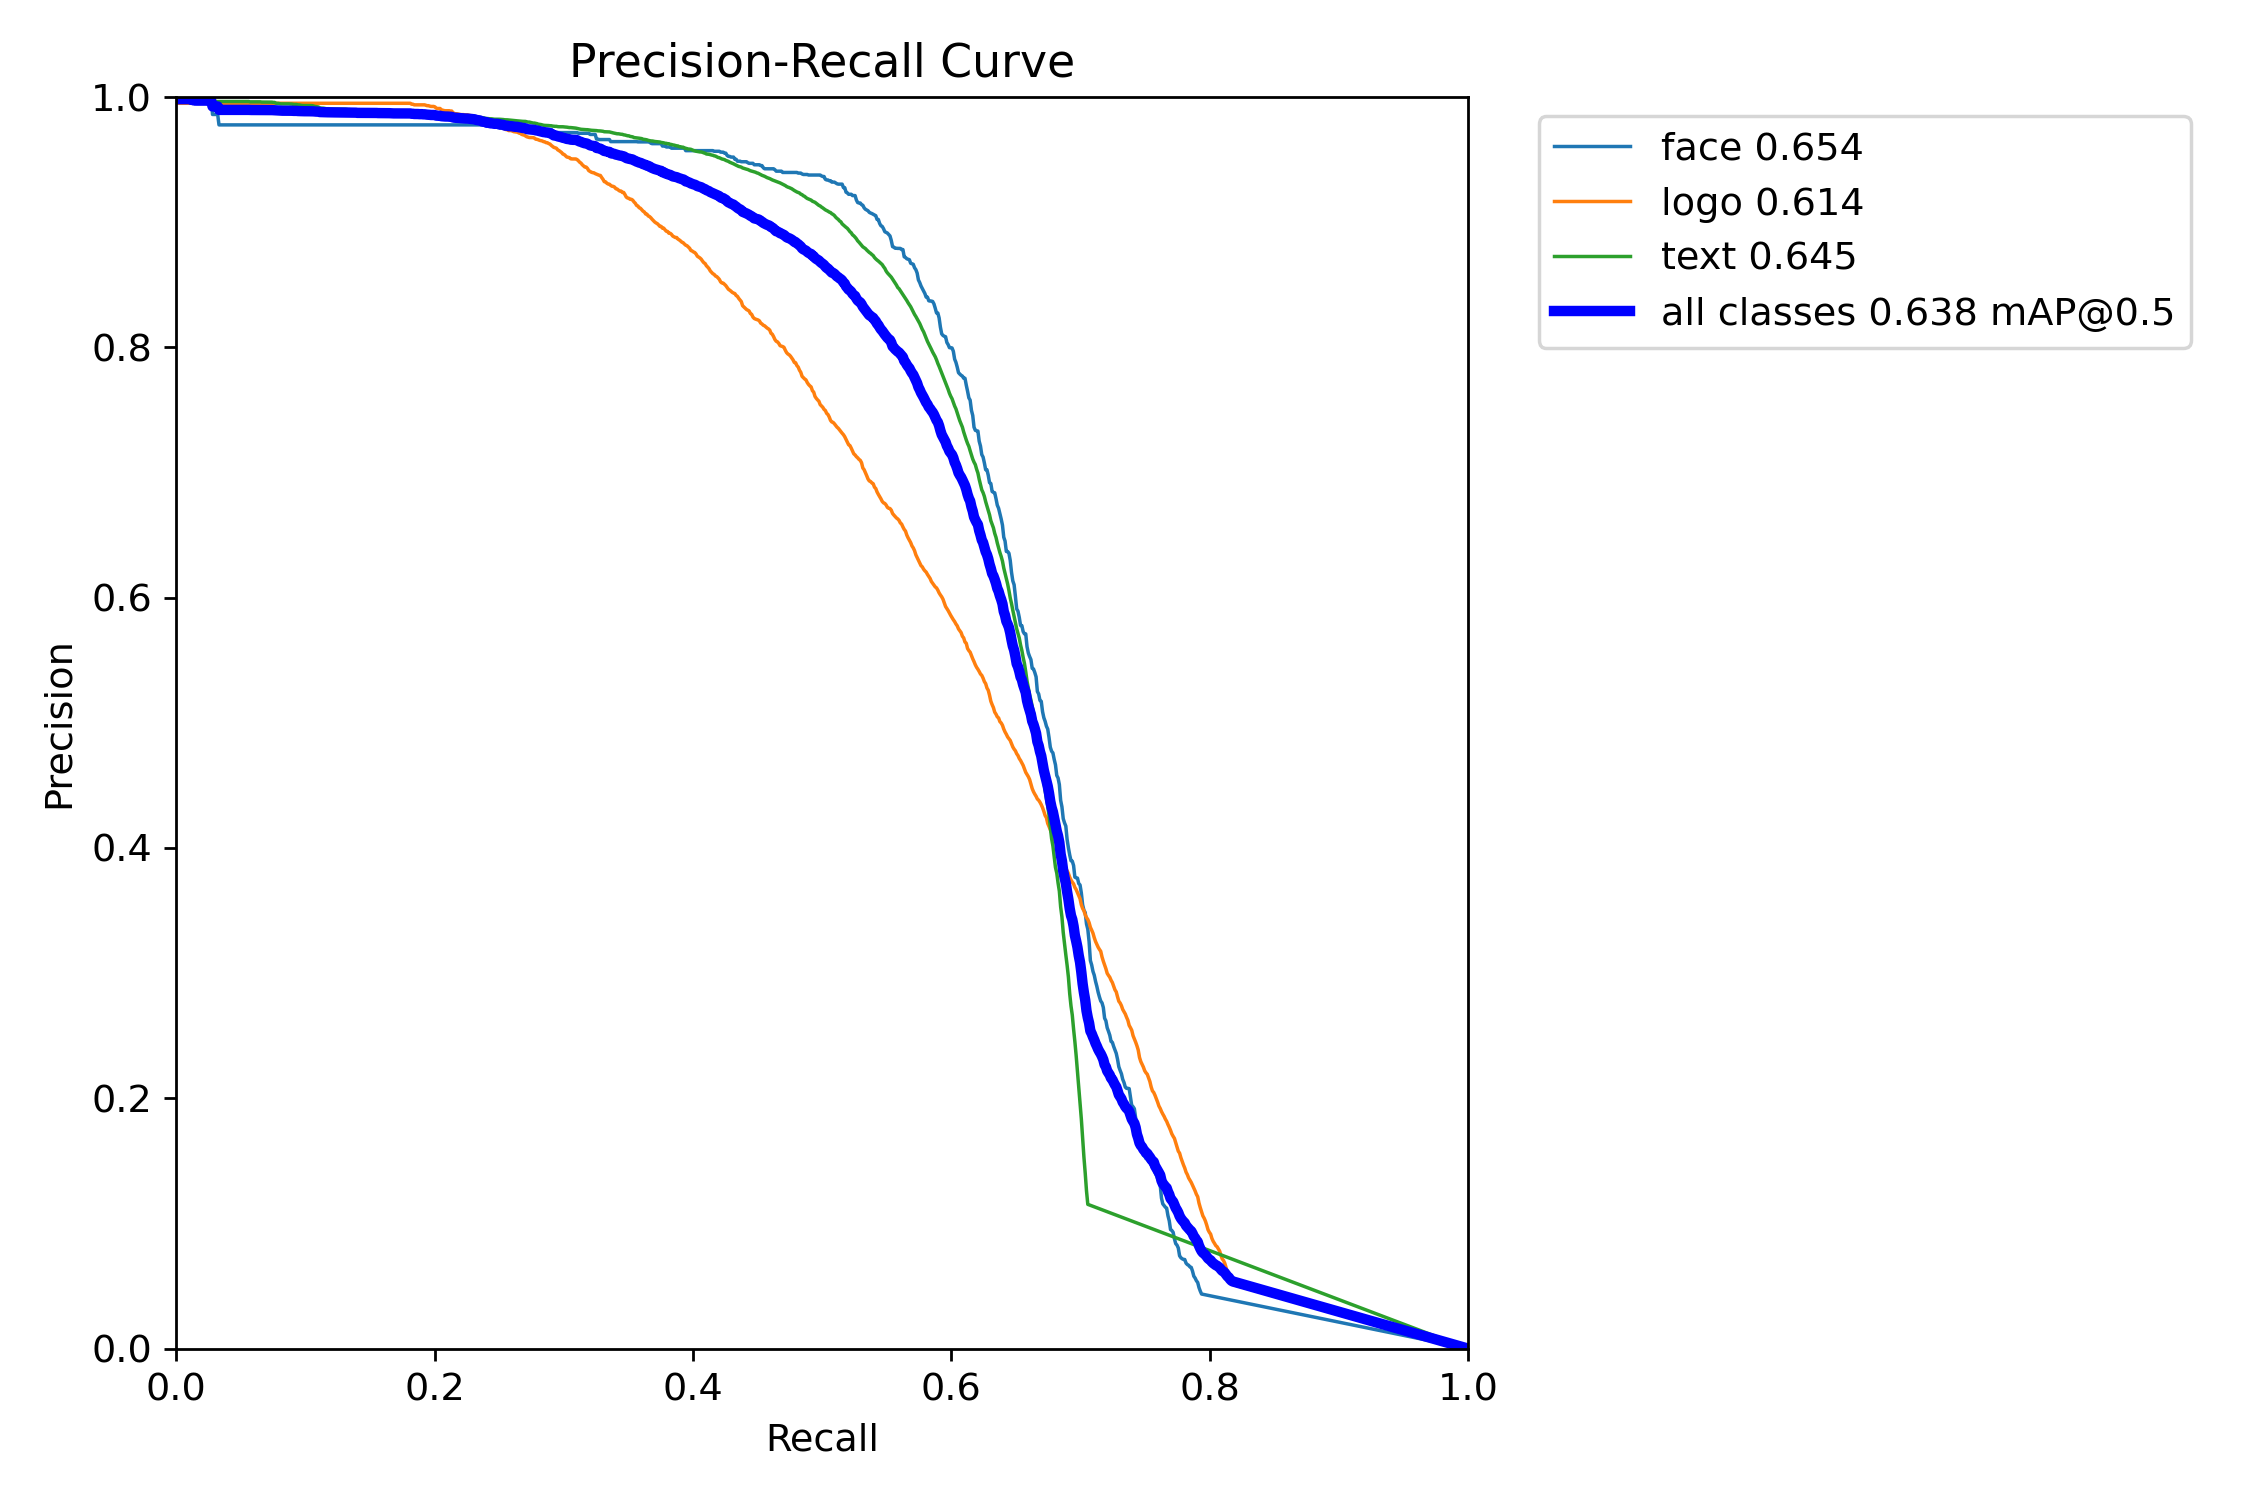 Precision-Recall Curve
1.0
0.8
0.6
0.4
0.2
0.0
Precision
0.0 0.2 0.4 0.6 0.8 1.0
Recall
face 0.654
logo 0.614
text 0.645
all classes 0.638 mAP@0.5